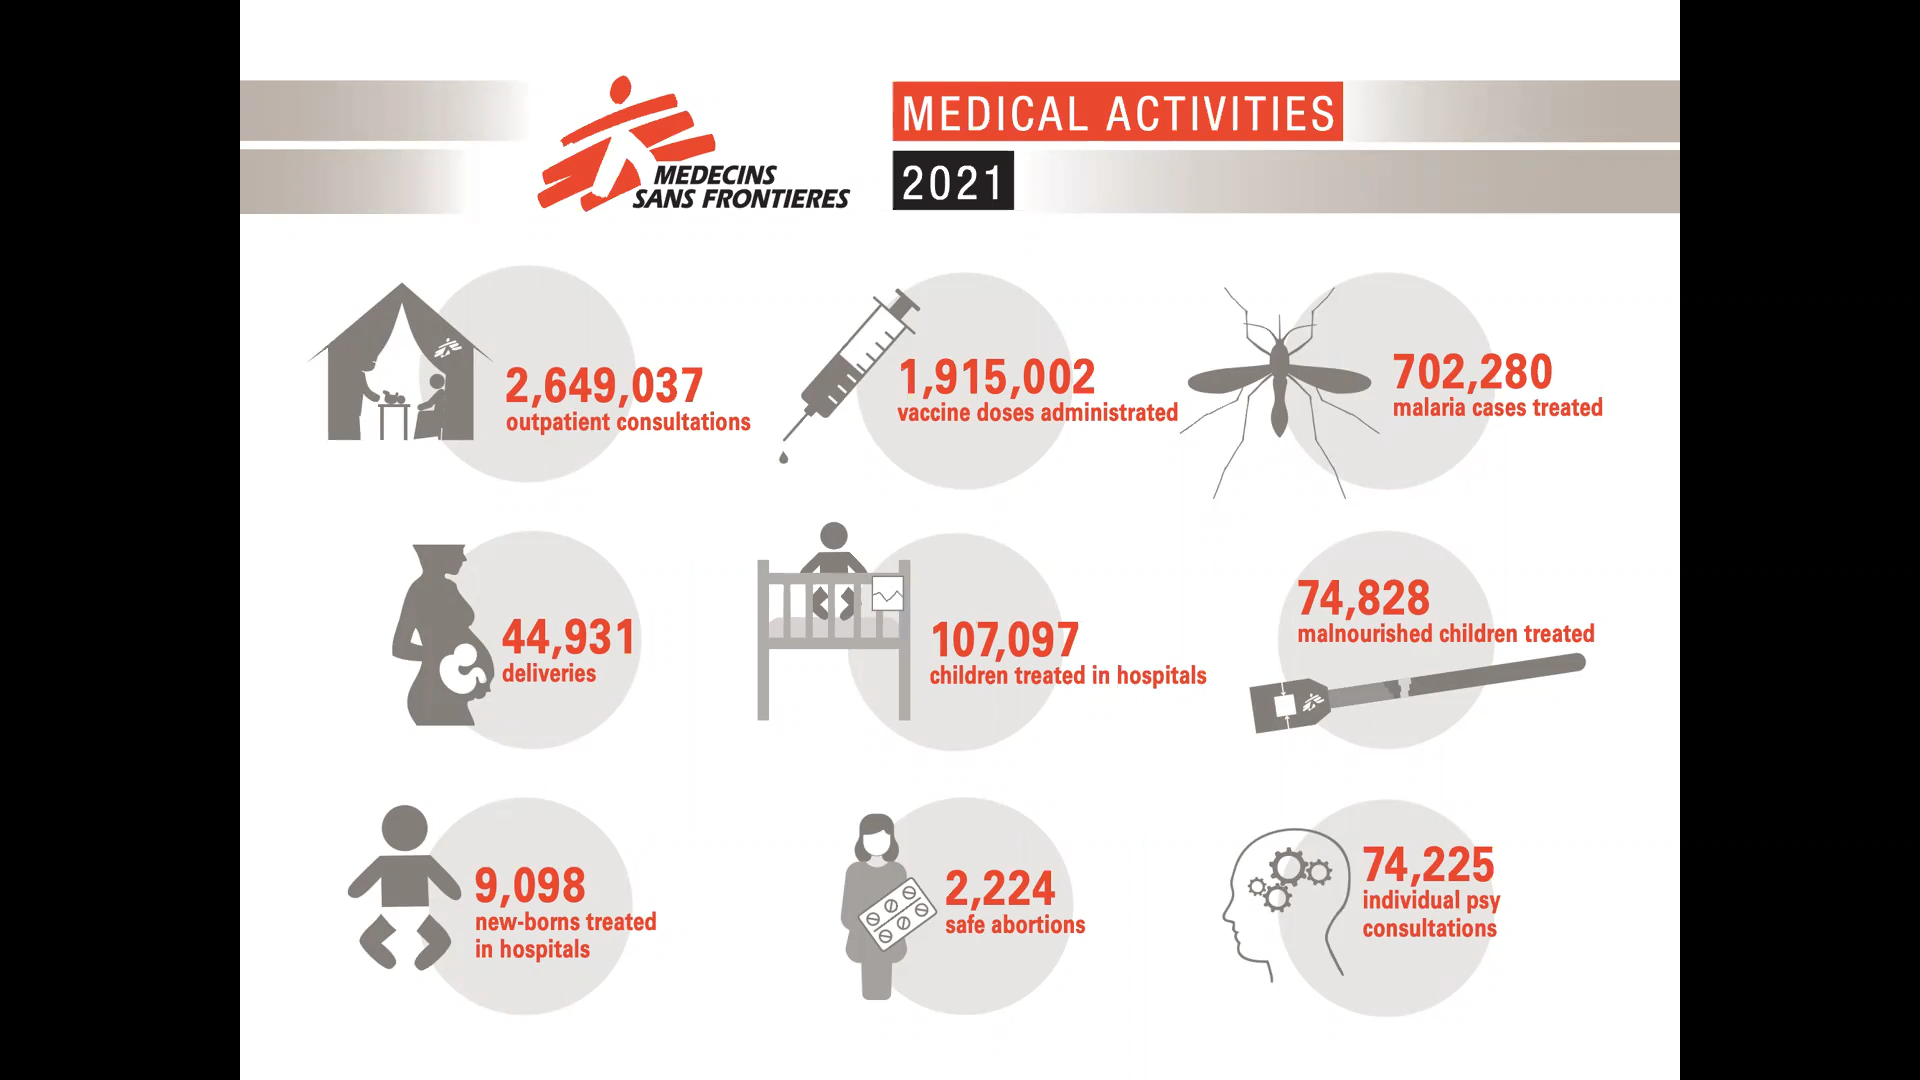 MEDECINS
SANS FRONTIERES
MEDICAL ACTIVITIES
2021
2,649,037
outpatient consultations
1,915,002
vaccine doses administrated
702,280
malaria cases treated
44,931
deliveries
107,097
children treated in hospitals
74,828
malnourished children treated
9,098
new-borns treated
in hospitals
2,224
safe abortions
74,225
individual psy
consultations